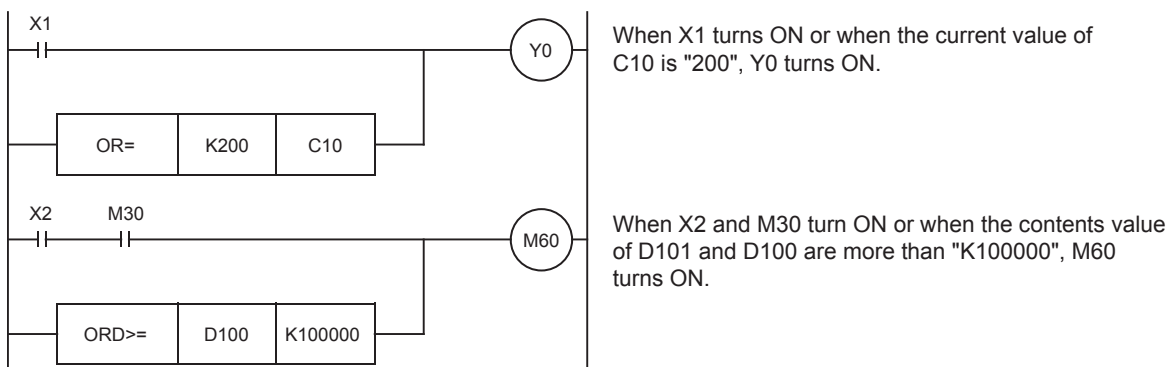 X1
Y0
When X1 turns ON or when the current value of
C10 is "200", Y0 turns ON.
OR= K200 C10
X2 M30
M60
When X2 and M30 turn ON or when the contents value
of D101 and D100 are more than "K100000", M60
turns ON.
ORD>= D100 K100000